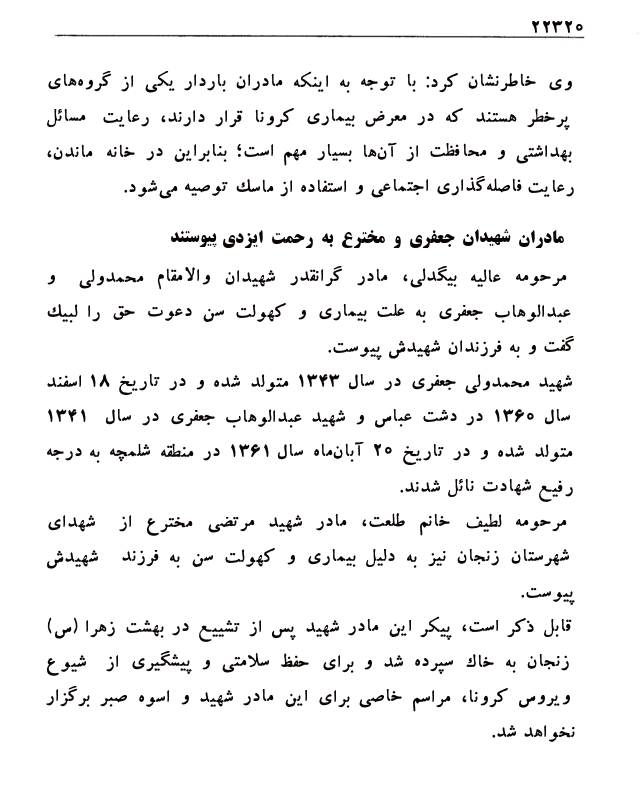 ۲۲۳۲۰
وی خاطرنشان کرد: با توجه به اینکه مادران باردار یکی از گروه‌های
پرخطر هستند که در معرض بیماری کرونا قرار دارند، رعایت مسائل
بهداشتی و محافظت از آن‌ها بسیار مهم است؛ بنابراین در خانه ماندن،
رعایت فاصله‌گذاری اجتماعی و استفاده از ماسك توصیه می‌شود.
مادران شهیدان جعفری و مخترع به رحمت ایزدی پیوستند
مرحومه عالیه بیگدلی، مادر گرانقدر شهیدان والامقام محمدولی و
عبدالوهاب جعفری به علت بیماری و کهولت سن دعوت حق را لبیك
گفت و به فرزندان شهیدش پیوست.
شهید محمدولی جعفری در سال ۱۳۴۳ متولد شده و در تاریخ ۱۸ اسفند
سال ۱۳۶۰ در دشت عباس و شهید عبدالوهاب جعفری در سال ۱۳۴۱
متولد شده و در تاریخ ۲۰ آبان‌ماه سال ۱۳۶۱ در منطقه شلمچه به درجه
رفیع شهادت نائل شدند.
مرحومه لطیف خانم طلعت، مادر شهید مرتضی مخترع از شهدای
شهرستان زنجان نیز به دلیل بیماری و کهولت سن به فرزند شهیدش
پیوست.
قابل ذکر است، پیکر این مادر شهید پس از تشییع در بهشت زهرا (س)
زنجان به خاك سپرده شد و برای حفظ سلامتی و پیشگیری از شیوع
ویروس کرونا، مراسم خاصی برای این مادر شهید و اسوه صبر برگزار
نخواهد شد.